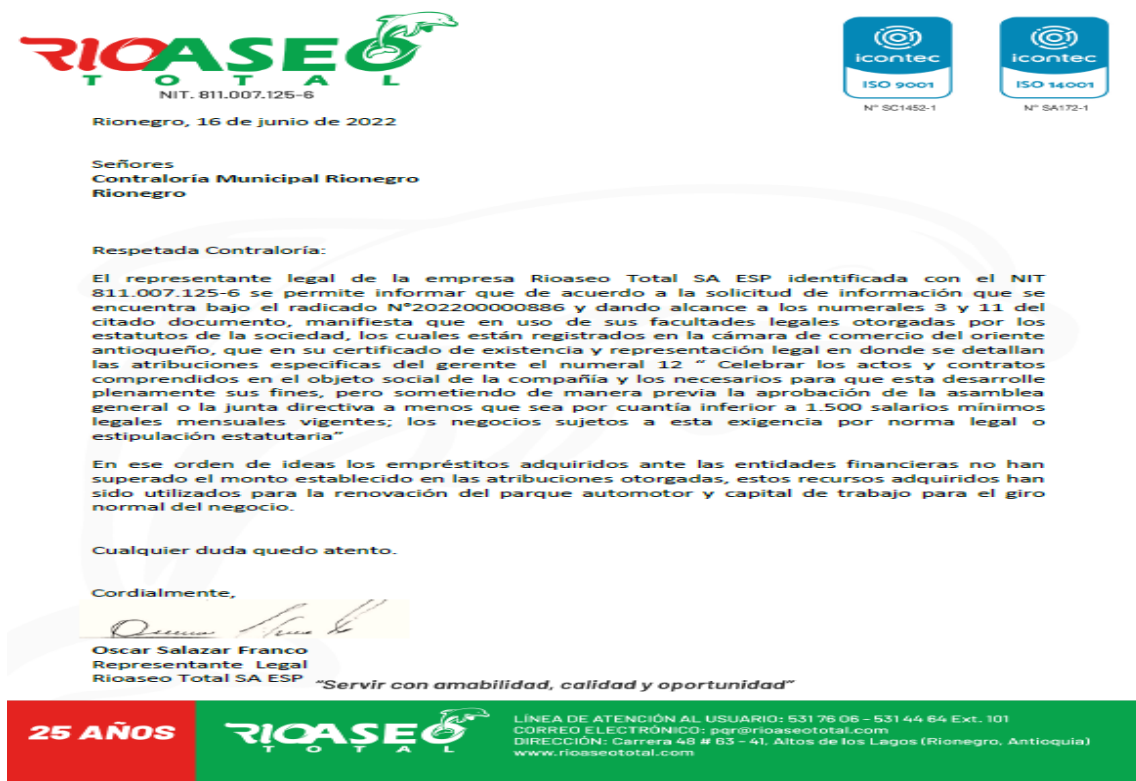 RIOASEO
TOTAL
NIT. 811.007.125-6
icontec
ISO 9001
N° SC1452-1
icontec
ISO 14001
N° SA172-1
Rionegro, 16 de junio de 2022
Señores
Contraloría Municipal Rionegro
Rionegro
Respetada Contraloría:
El representante legal de la empresa Rioaseo Total SA ESP identificada con el NIT
811.007.125-6 se permite informar que de acuerdo a la solicitud de información que se
encuentra bajo el radicado N°202200000886 y dando alcance a los numerales 3 y 11 del
citado documento, manifiesta que en uso de sus facultades legales otorgadas por los
estatutos de la sociedad, los cuales están registrados en la cámara de comercio del oriente
antioqueño, que en su certificado de existencia y representación legal en donde se detallan
las atribuciones especificas del gerente el numeral 12 “ Celebrar los actos y contratos
comprendidos en el objeto social de la compañía y los necesarios para que esta desarrolle
plenamente sus fines, pero sometiendo de manera previa la aprobación de la asamblea
general o la junta directiva a menos que sea por cuantía inferior a 1.500 salarios mínimos
legales mensuales vigentes; los negocios sujetos a esta exigencia por norma legal o
estipulación estatutaria”
En ese orden de ideas los empréstitos adquiridos ante las entidades financieras no han
superado el monto establecido en las atribuciones otorgadas, estos recursos adquiridos han
sido utilizados para la renovación del parque automotor y capital de trabajo para el giro
normal del negocio.
Cualquier duda quedo atento.
Cordialmente,
Oscar Salazar Franco
Representante Legal
Rioaseo Total SA ESP
“Servir con amabilidad, calidad y oportunidad”
25 AÑOS
RIOASEO
TOTAL
LÍNEA DE ATENCIÓN AL USUARIO: 531 76 06 – 531 44 64 Ext. 101
CORREO ELECTRÓNICO: pqr@rioaseototal.com
DIRECCIÓN: Carrera 48 # 63 – 41, Altos de los Lagos (Rionegro, Antioquia)
www.rioaseototal.com